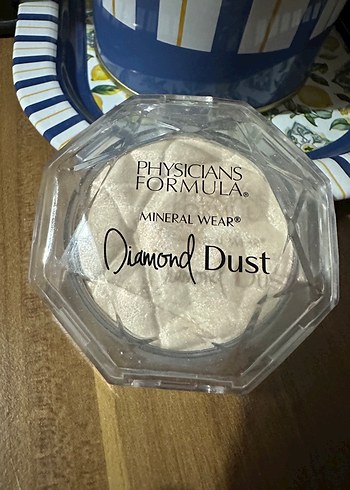 PHYSICIANS
FORMULA®
MINERAL WEAR®
Diamond Dust